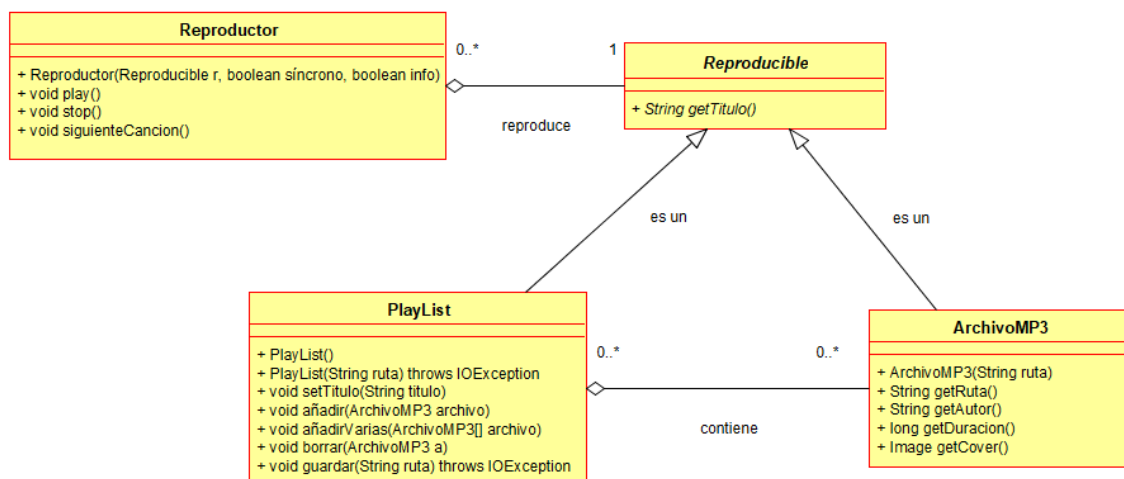 Reproductor
+ Reproductor(Reproducible r, boolean síncrono, boolean info)
+ void play()
+ void stop()
+ void siguienteCancion()
0..*
1
reproduce
Reproducible
+ String getTitulo()
es un
es un
PlayList
+ PlayList()
+ PlayList(String ruta) throws IOException
+ void setTitulo(String titulo)
+ void añadir(ArchivoMP3 archivo)
+ void añadirVarias(ArchivoMP3[] archivo)
+ void borrar(ArchivoMP3 a)
+ void guardar(String ruta) throws IOException
0..*
0..*
contiene
ArchivoMP3
+ ArchivoMP3(String ruta)
+ String getRuta()
+ String getAutor()
+ long getDuracion()
+ Image getCover()